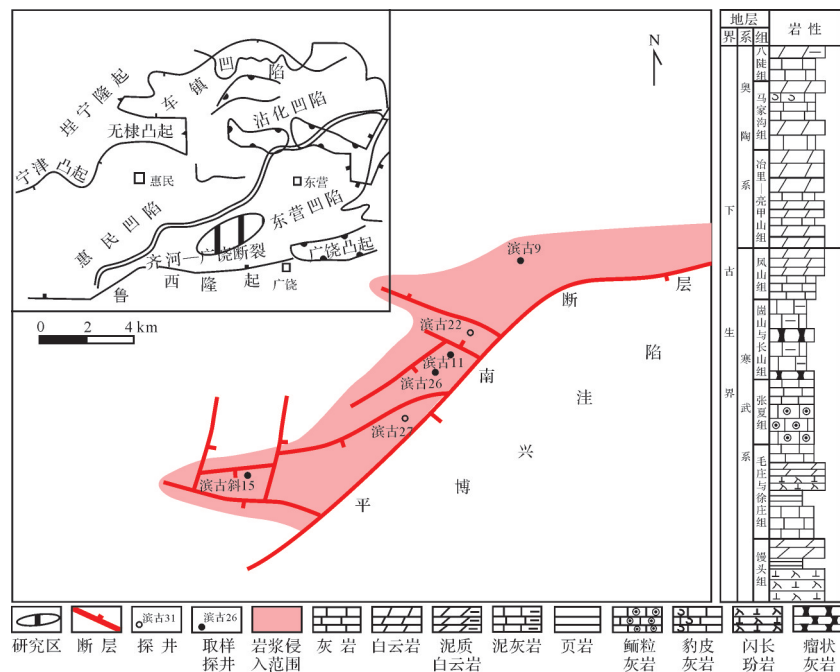 埕宁隆起
车镇凹陷
沾化凹陷
无棣凸起
宁津凸起
惠民
东营
惠民凹陷
东营凹陷
齐河—广饶断裂
广饶凸起
鲁西隆起
广饶
0 2 4 km
N
滨古9
断层
滨古22
滨古11
滨古26
滨古27
滨古斜15
平南
博兴洼陷
地层
岩性
界
系
组
下古生界
奥陶系
寒武系
八陡组
马家沟组
冶里—亮甲山组
凤山组
崮山与长山组
张夏组
毛庄与徐庄组
馒头组
滨古31
滨古26
研究区
断层
探井
取样探井
岩浆侵入范围
灰岩
白云岩
泥质白云岩
泥灰岩
页岩
鲕粒灰岩
豹皮灰岩
闪长玢岩
瘤状灰岩